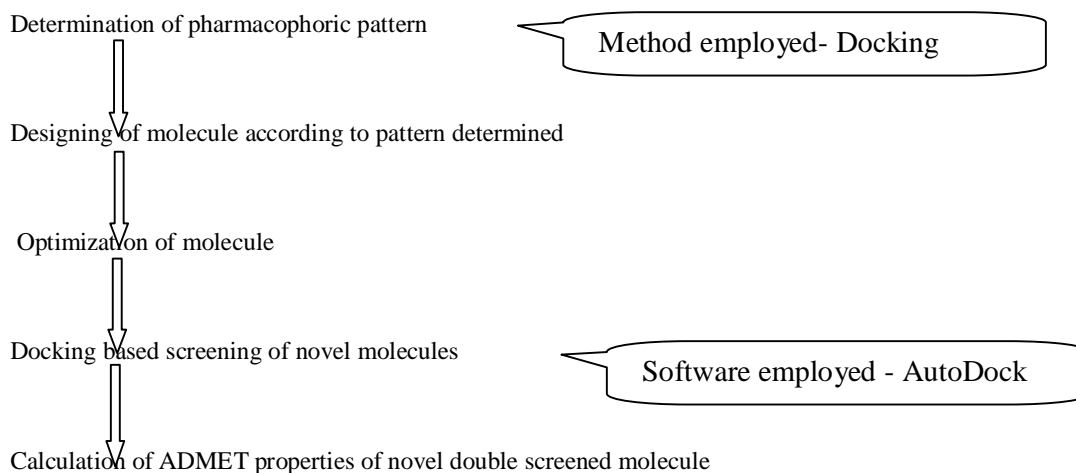 Determination of pharmacophoric pattern
Method employed- Docking
Designing of molecule according to pattern determined
Optimization of molecule
Docking based screening of novel molecules
Software employed - AutoDock
Calculation of ADMET properties of novel double screened molecule